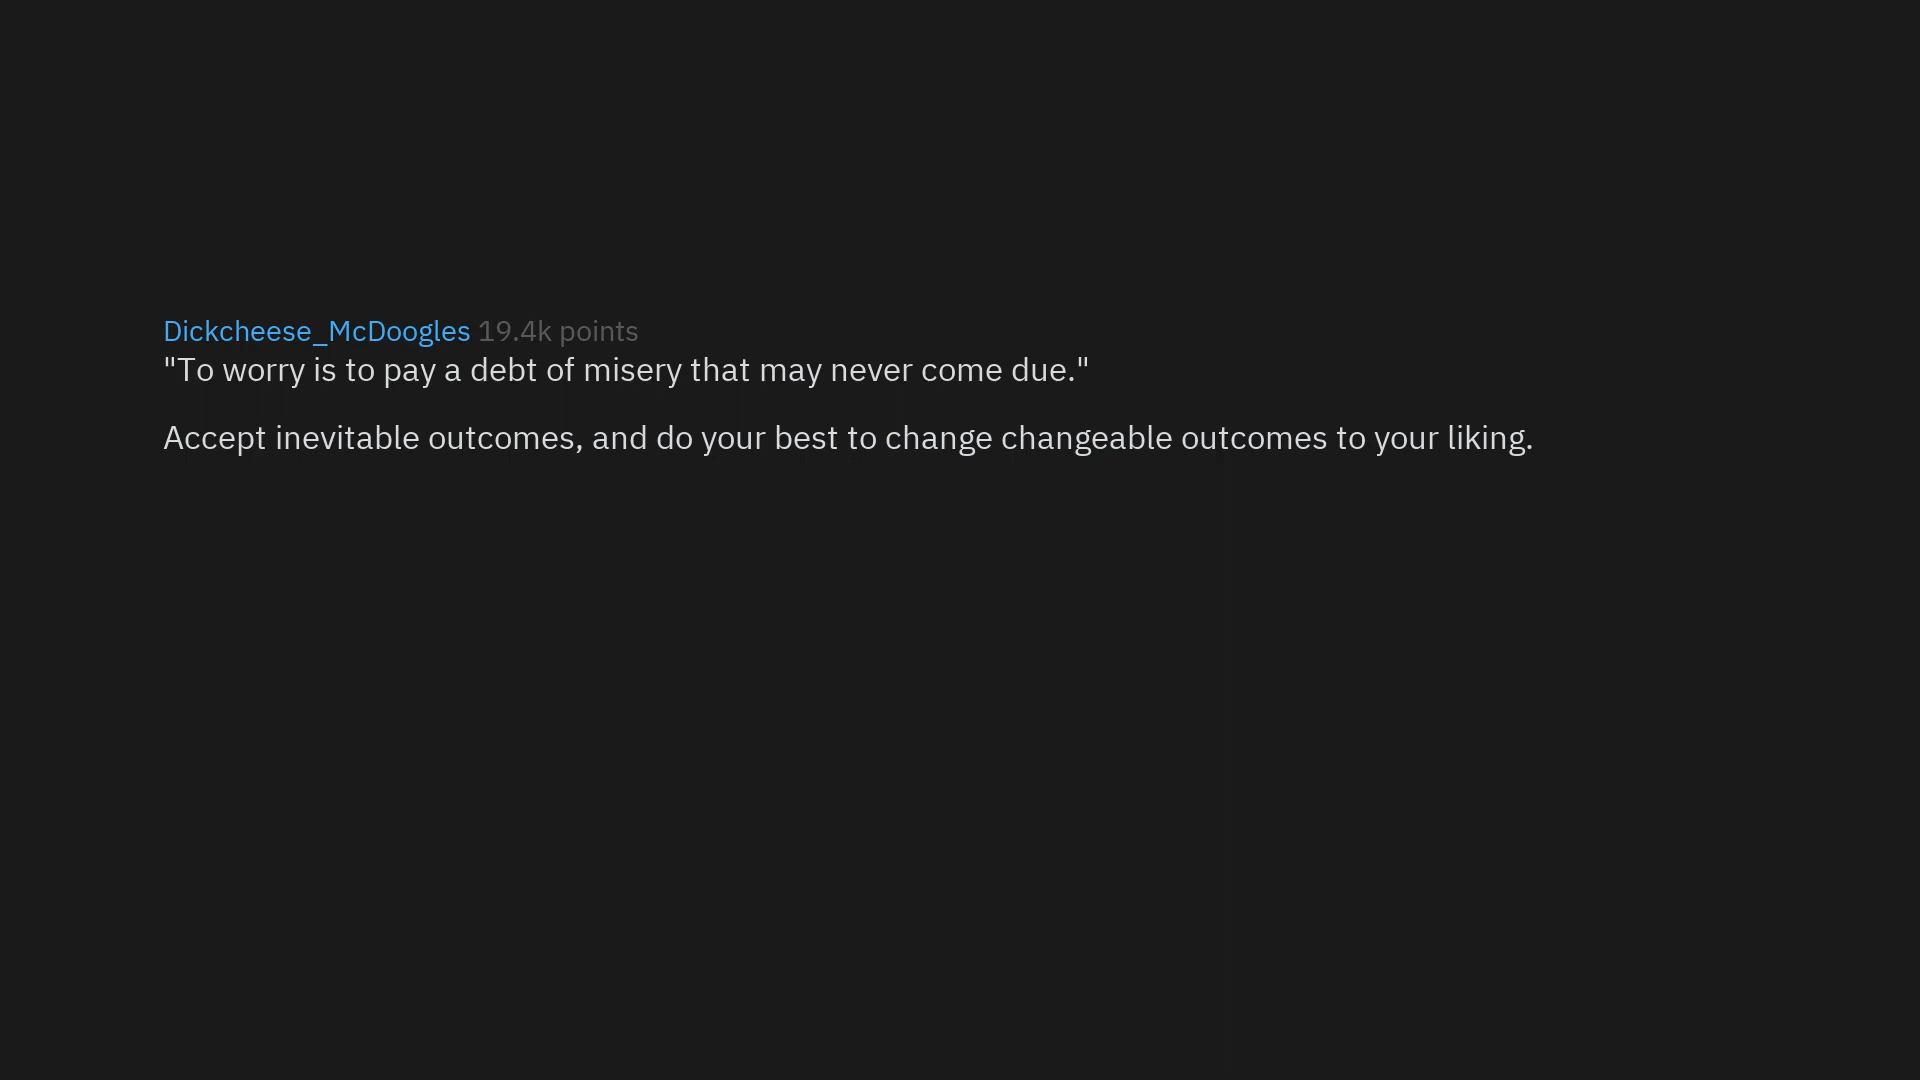 Dickcheese_McDoogles 19.4k points
"To worry is to pay a debt of misery that may never come due."
Accept inevitable outcomes, and do your best to change changeable outcomes to your liking.